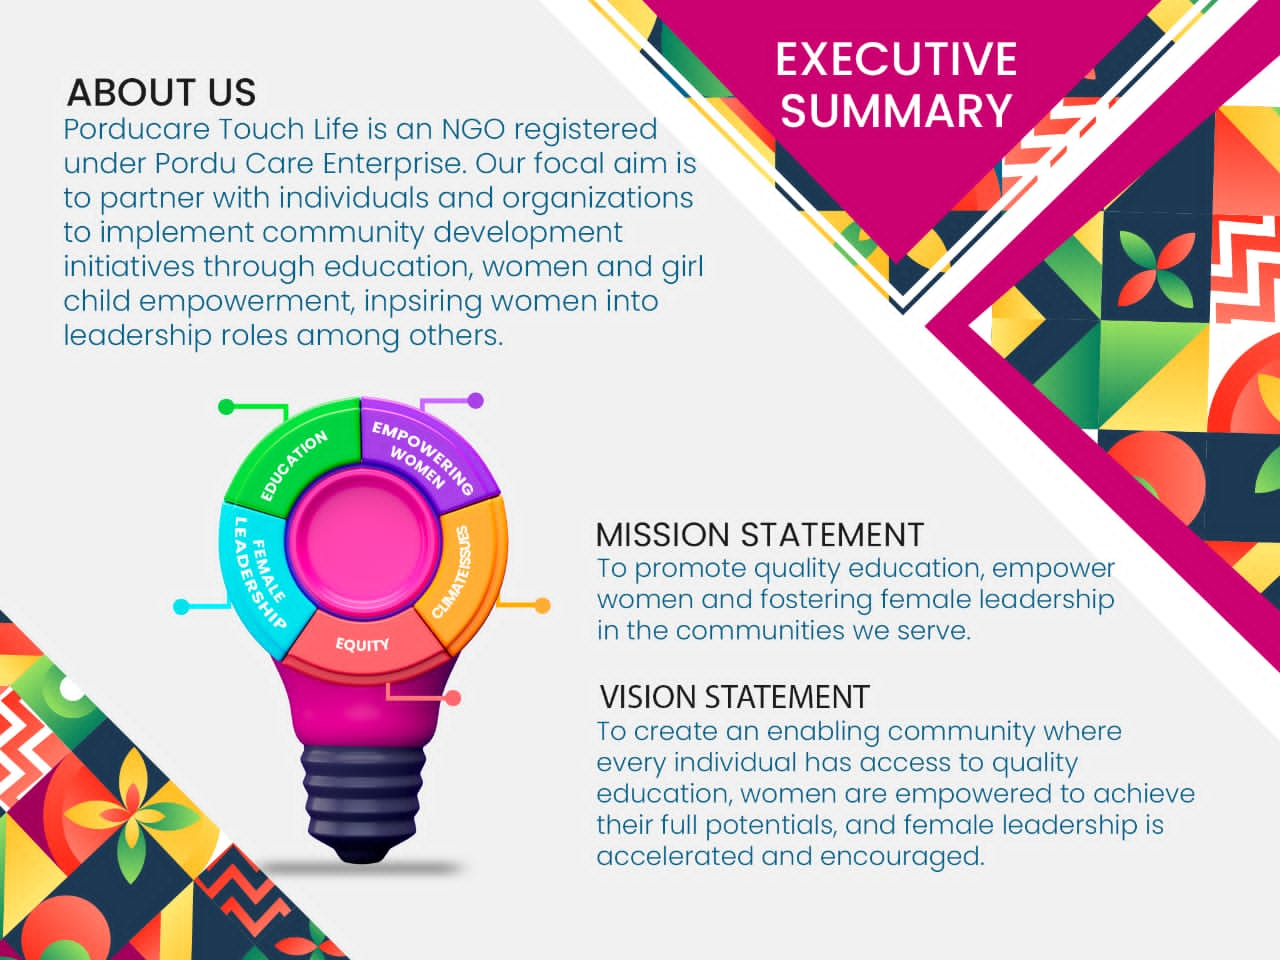 EXECUTIVE
SUMMARY
ABOUT US
Porducare Touch Life is an NGO registered
under Pordu Care Enterprise. Our focal aim is
to partner with individuals and organizations
to implement community development
initiatives through education, women and girl
child empowerment, inpsiring women into
leadership roles among others.
EDUCATION
EMPOWERING
WOMEN
FEMALE
LEADERSHIP
CLIMATE ISSUES
EQUITY
MISSION STATEMENT
To promote quality education, empower
women and fostering female leadership
in the communities we serve.
VISION STATEMENT
To create an enabling community where
every individual has access to quality
education, women are empowered to achieve
their full potentials, and female leadership is
accelerated and encouraged.